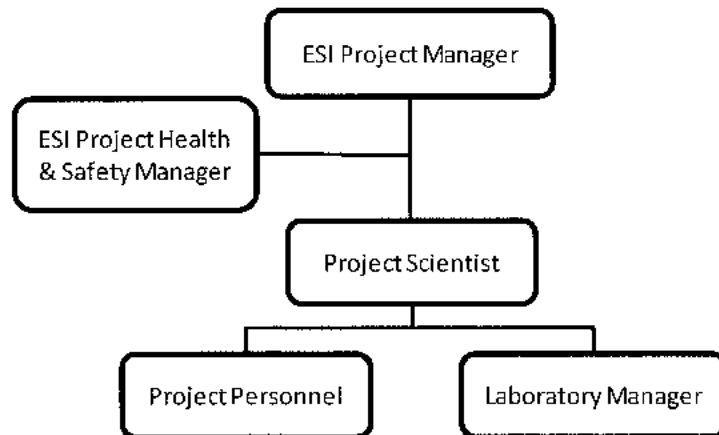 ESI Project Manager
ESI Project Health
& Safety Manager
Project Scientist
Project Personnel
Laboratory Manager